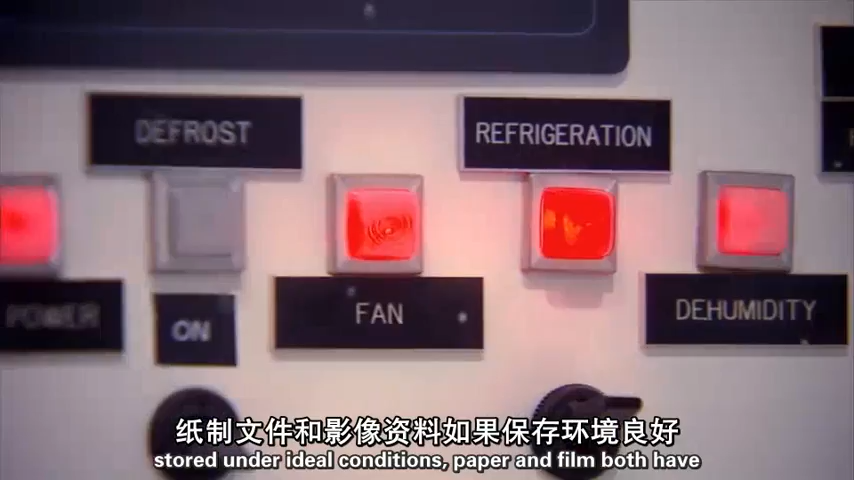 DEFROST
REFRIGERATION
POWER
ON
FAN
DEHUMIDITY
纸制文件和影像资料如果保存环境良好
stored under ideal conditions, paper and film both have